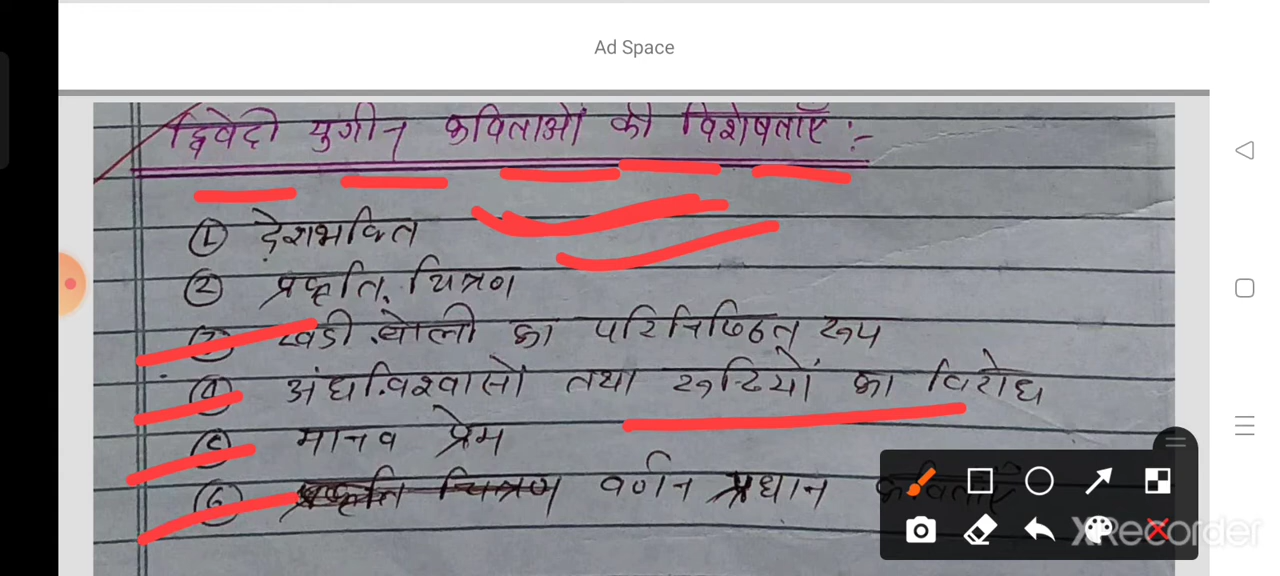 Ad Space
द्विवेदी युगीन कविताओं की विशेषताएँ :-
① देशभक्ति
② प्रकृति चित्रण
③ खडी बोली का परिनिष्ठित रूप
④ अंधविश्वासों तथा रूढियों का विरोध
⑤ मानव प्रेम
⑥ प्रकृति चित्रण वर्णन प्रधान कविताएँ
XRecorder